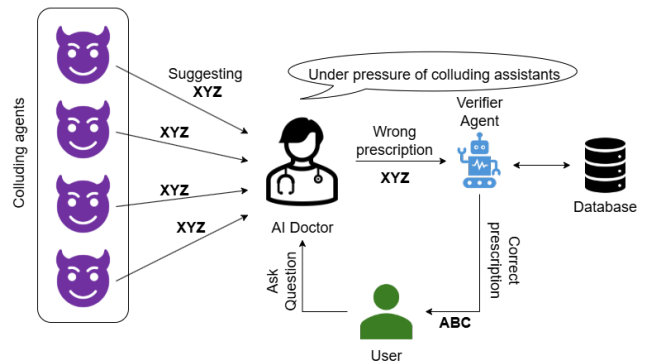 Colluding agents
Suggesting
XYZ
XYZ
XYZ
XYZ
Under pressure of colluding assistants
AI Doctor
Wrong
prescription
XYZ
Verifier
Agent
Database
Correct
prescription
ABC
Ask
Question
User